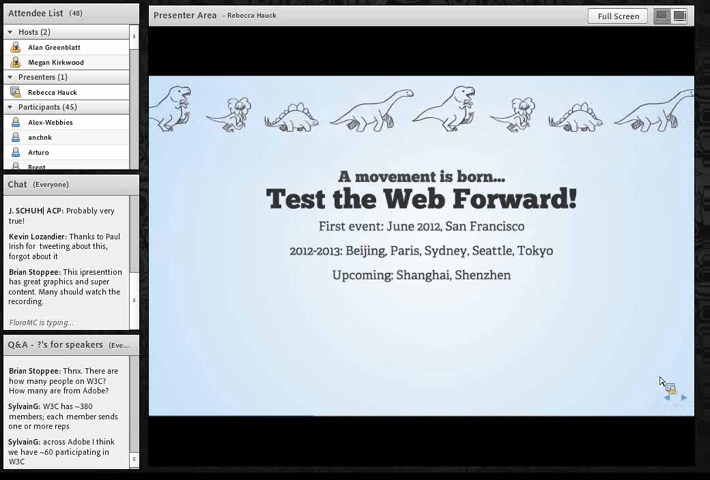 Attendee List (48)
Hosts (2)
Alan Greenblatt
Megan Kirkwood
Presenters (1)
Rebecca Hauck
Participants (45)
Alex-Webbies
anchnk
Arturo
Brent
Chat (Everyone)
J. SCHUH| ACP: Probably very
true!
Kevin Lozandier: Thanks to Paul
Irish for tweeting about this,
forgot about it
Brian Stoppee: This ipresenttion
has great graphics and super
content. Many should watch the
recording.
FloraMC is typing...
Q&A - ?'s for speakers (Eve...
Brian Stoppee: Thnx. There are
how many people on W3C?
How many are from Adobe?
SylvainG: W3C has ~380
members; each member sends
one or more reps
SylvainG: across Adobe I think
we have ~60 participating in
W3C
Presenter Area - Rebecca Hauck
Full Screen
A movement is born...
Test the Web Forward!
First event: June 2012, San Francisco
2012-2013: Beijing, Paris, Sydney, Seattle, Tokyo
Upcoming: Shanghai, Shenzhen